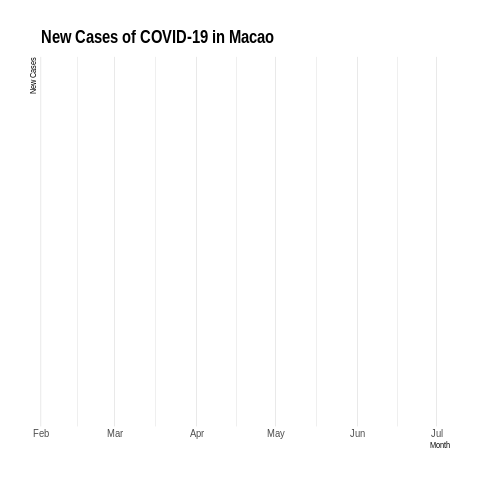 New Cases of COVID-19 in Macao
New Cases
Feb Mar Apr May Jun Jul
Month